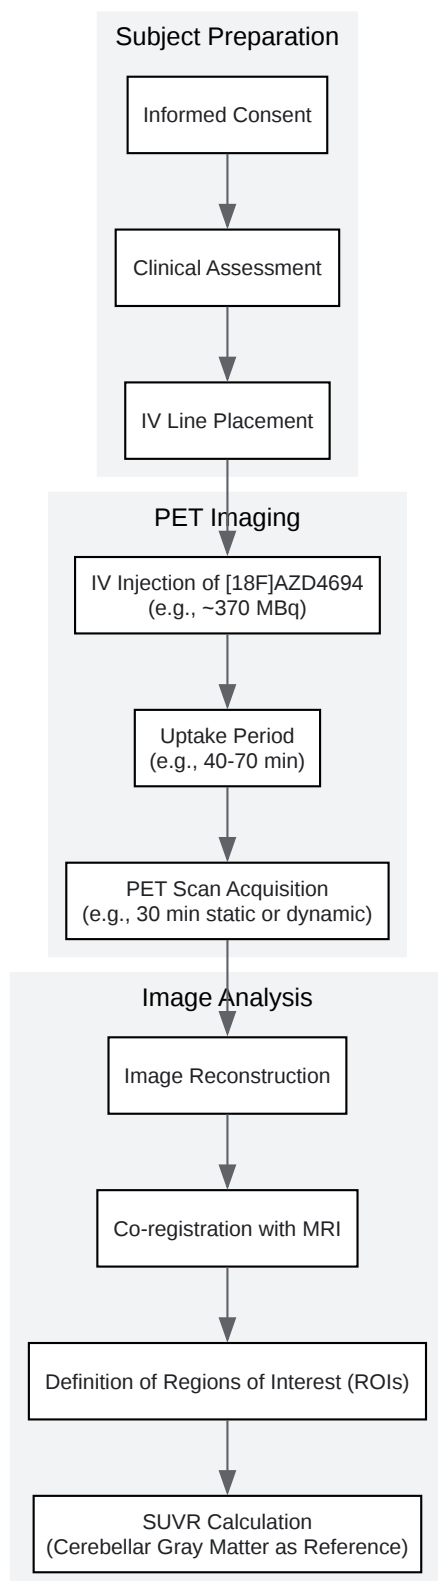 Subject Preparation
Informed Consent
Clinical Assessment
IV Line Placement
PET Imaging
IV Injection of [18F]AZD4694
(e.g., ~370 MBq)
Uptake Period
(e.g., 40-70 min)
PET Scan Acquisition
(e.g., 30 min static or dynamic)
Image Analysis
Image Reconstruction
Co-registration with MRI
Definition of Regions of Interest (ROIs)
SUVR Calculation
(Cerebellar Gray Matter as Reference)